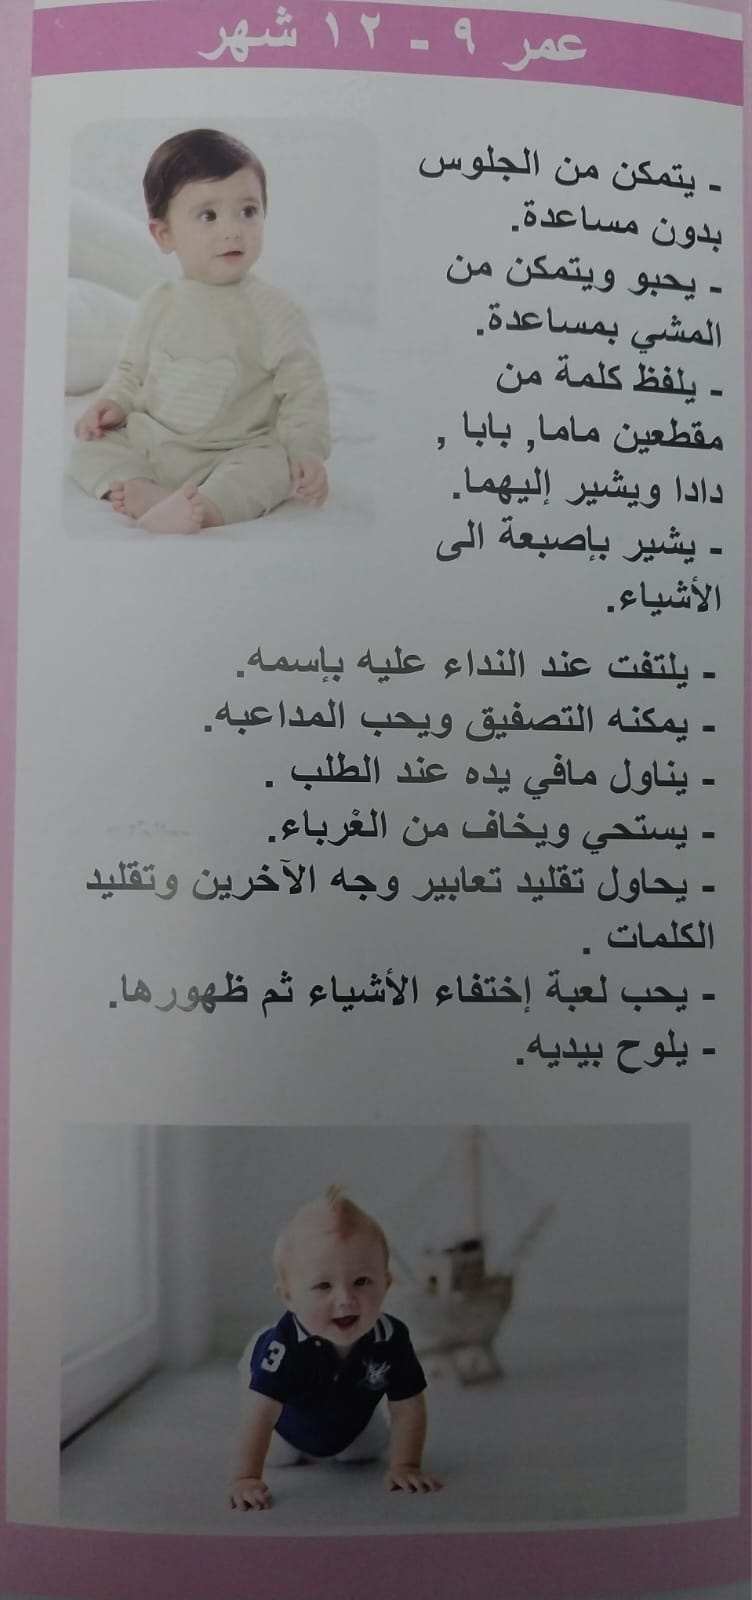 عمر ٩ - ١٢ شهر
- يتمكن من الجلوس
بدون مساعدة.
- يحبو ويتمكن من
المشي بمساعدة.
- يلفظ كلمة من
مقطعين ماما, بابا ,
دادا ويشير إليهما.
- يشير بإصبعة الى
الأشياء.
- يلتفت عند النداء عليه بإسمه.
- يمكنه التصفيق ويحب المداعبه.
- يناول مافي يده عند الطلب .
- يستحي ويخاف من الغْرباء.
- يحاول تقليد تعابير وجه الآخرين وتقليد
الكلمات .
- يحب لعبة إختفاء الأشياء ثم ظهورها.
- يلوح بيديه.
3